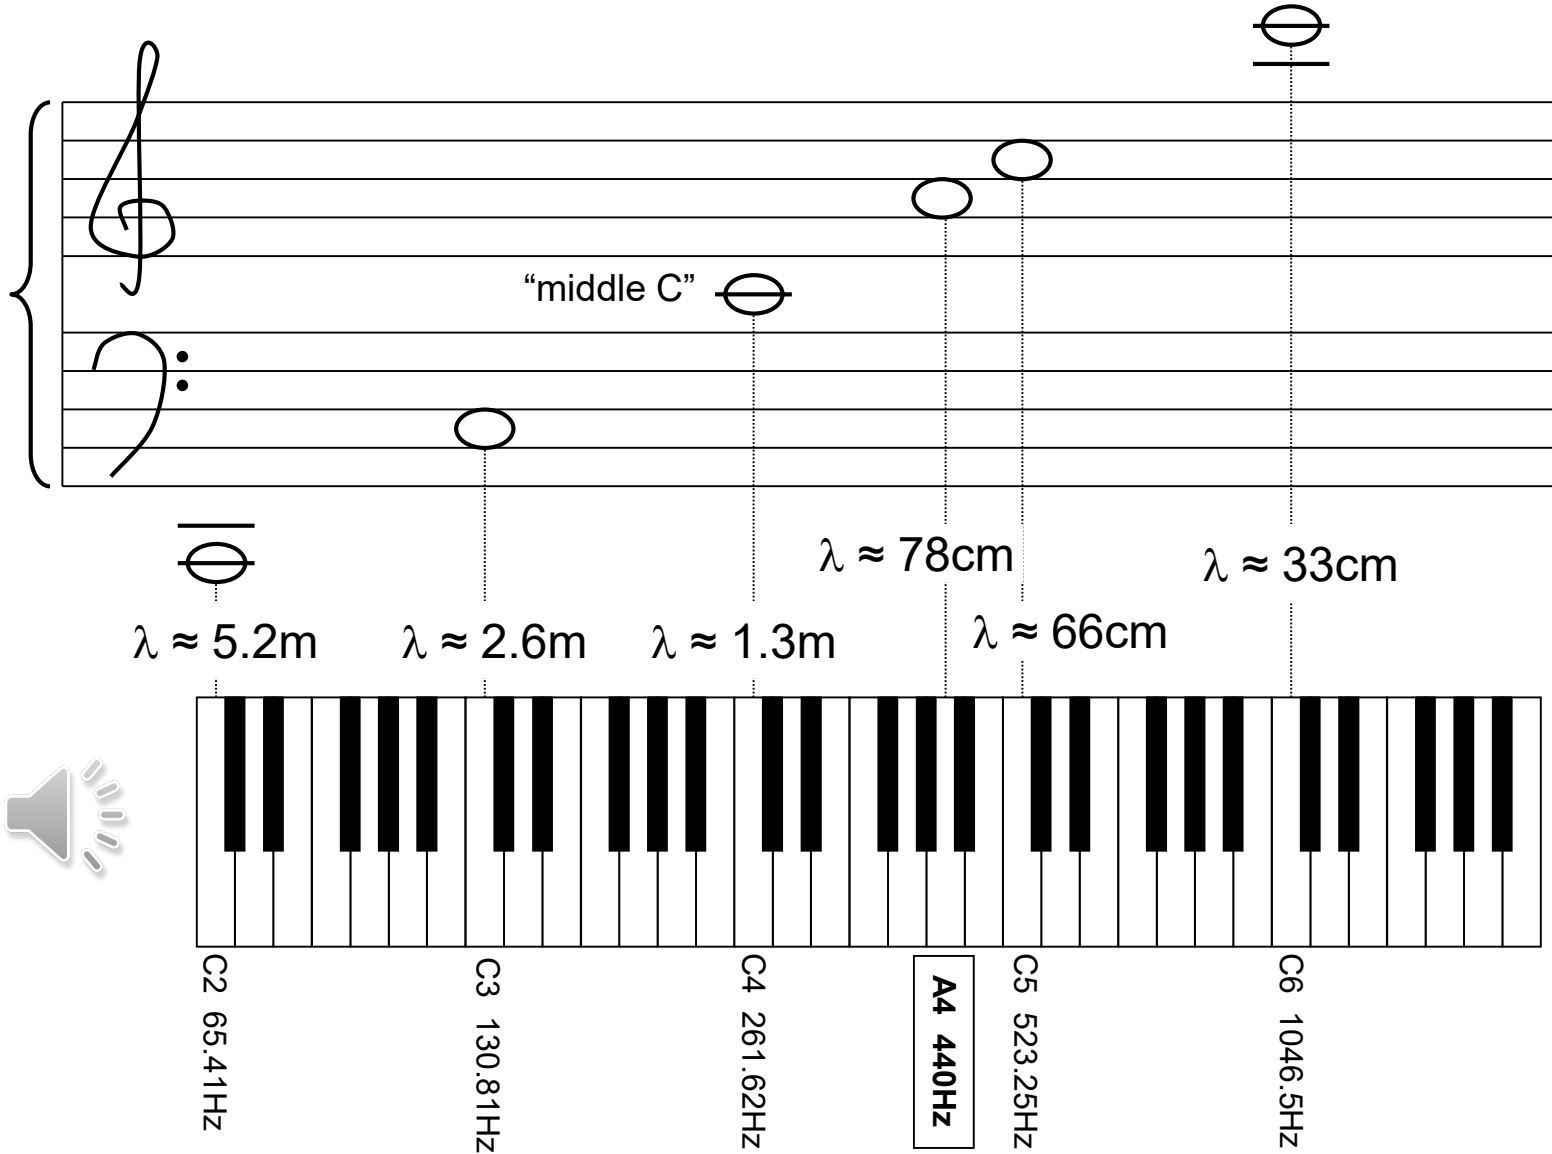 “middle C”
λ ≈ 78cm
λ ≈ 33cm
λ ≈ 5.2m
λ ≈ 2.6m
λ ≈ 1.3m
λ ≈ 66cm
C2 65.41Hz
C3 130.81Hz
C4 261.62Hz
A4 440Hz
C5 523.25Hz
C6 1046.5Hz